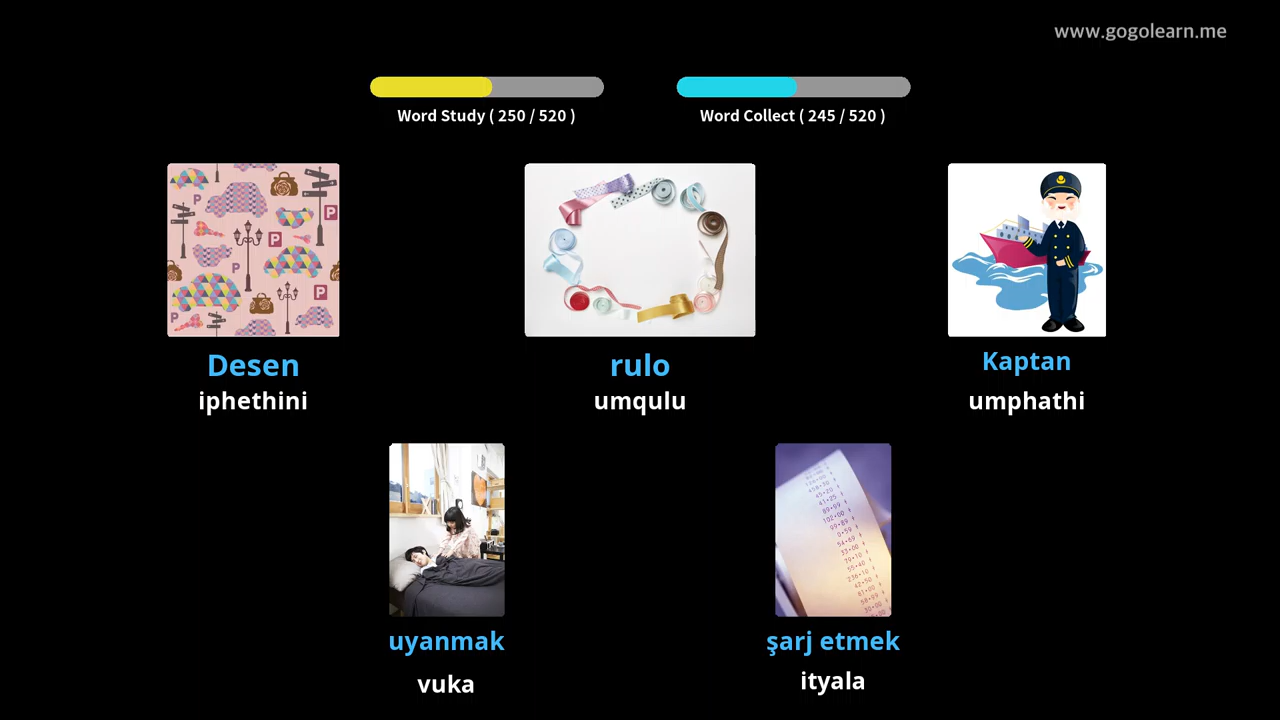 www.gogolearn.me
Word Study ( 250 / 520 )
Word Collect ( 245 / 520 )
Desen
iphethini
rulo
umqulu
Kaptan
umphathi
uyanmak
vuka
şarj etmek
ityala